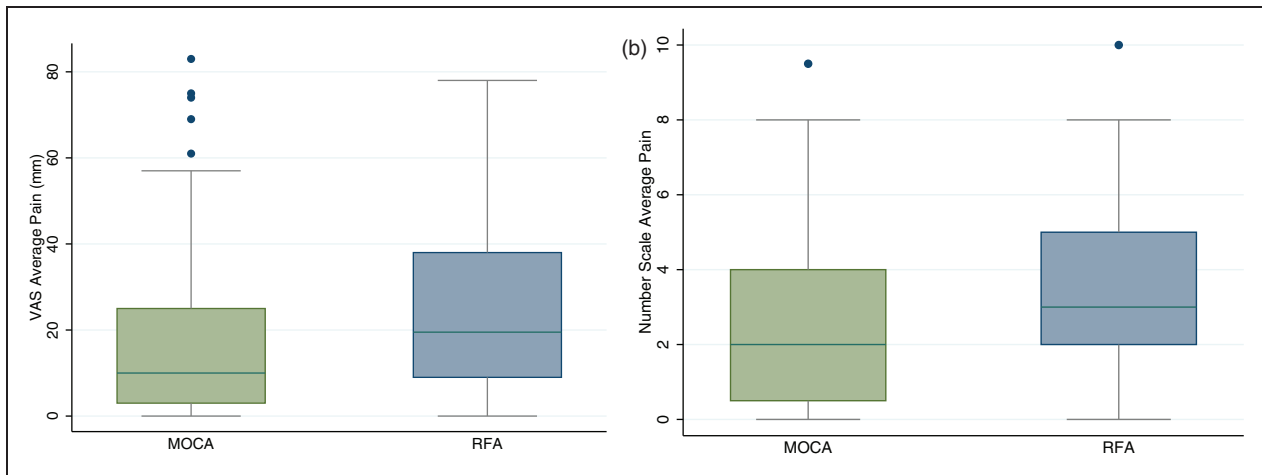 VAS Average Pain (mm)
80
60
40
20
0
MOCA RFA
(b)
Number Scale Average Pain
10
8
6
4
2
0
MOCA RFA